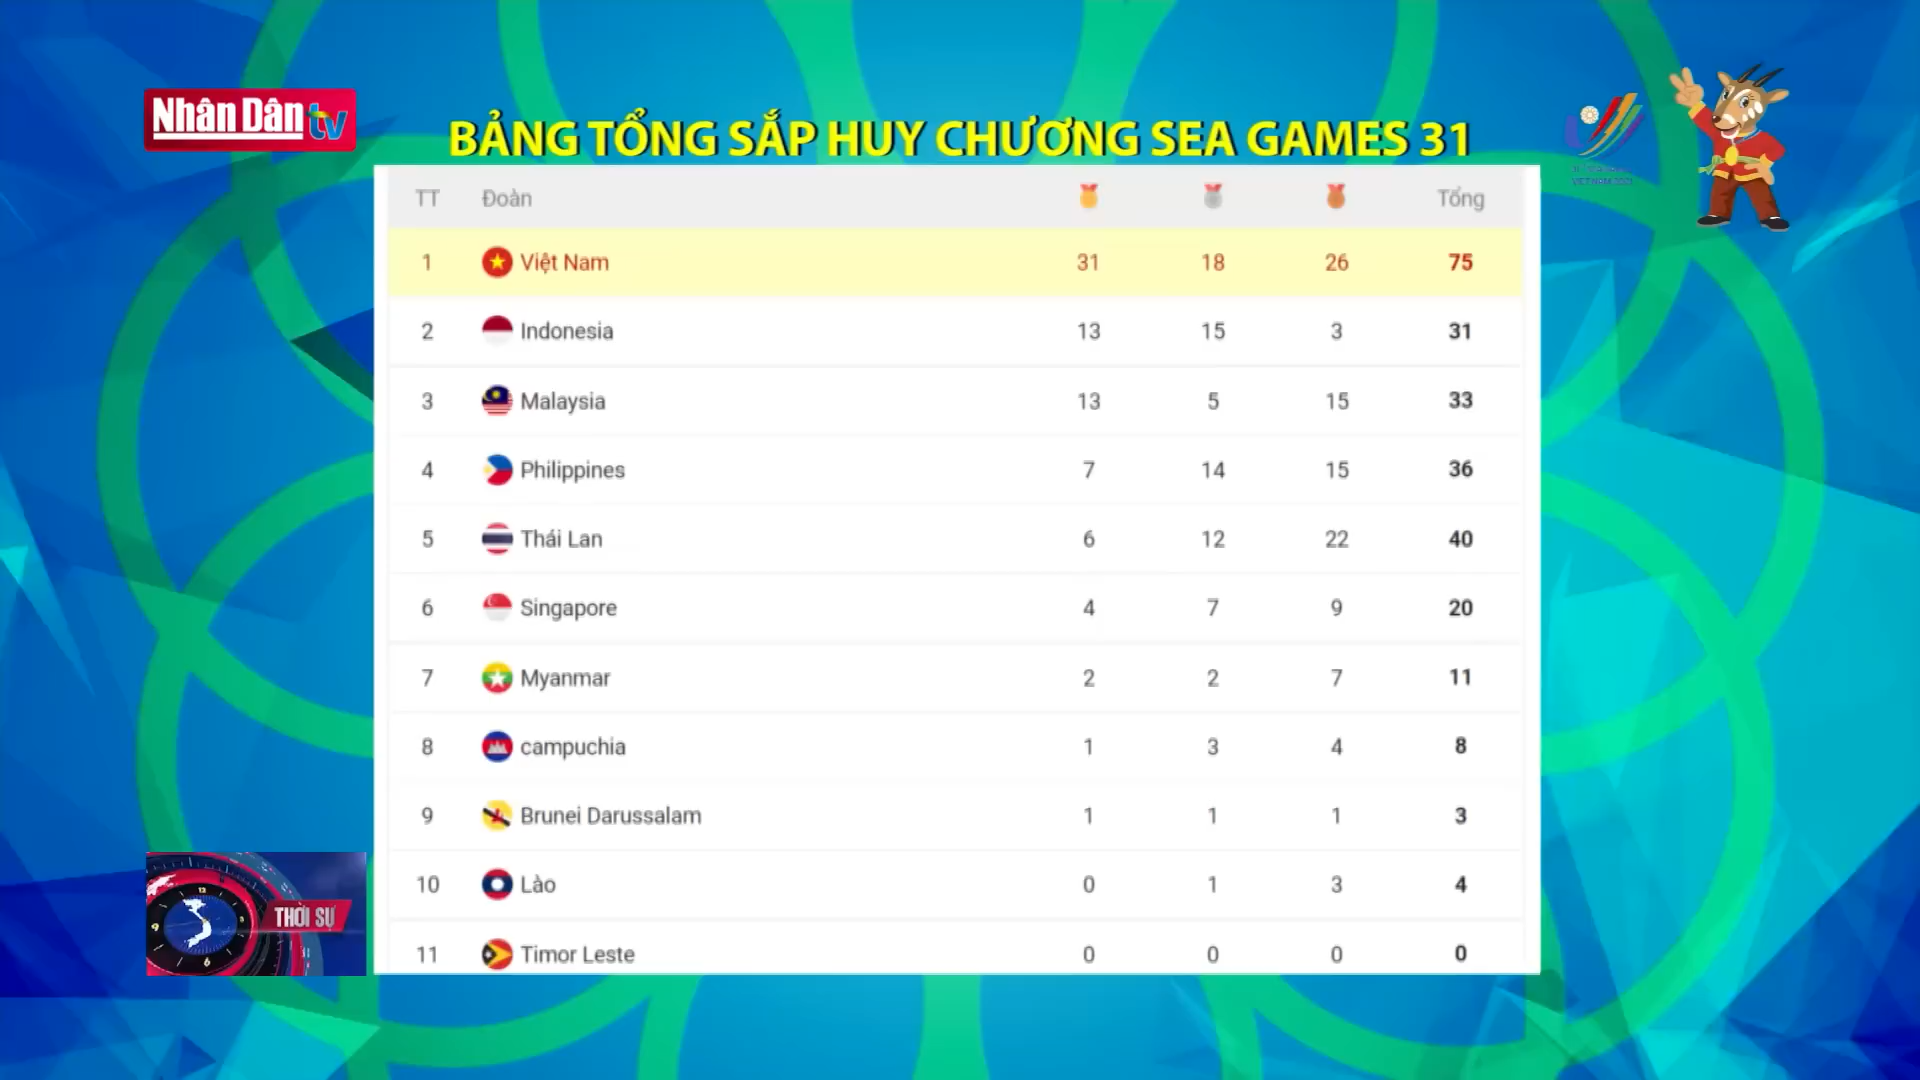 Nhân Dân tv
BẢNG TỔNG SẮP HUY CHƯƠNG SEA GAMES 31
TT Đoàn Tổng
1 Việt Nam 31 18 26 75
2 Indonesia 13 15 3 31
3 Malaysia 13 5 15 33
4 Philippines 7 14 15 36
5 Thái Lan 6 12 22 40
6 Singapore 4 7 9 20
7 Myanmar 2 2 7 11
8 campuchia 1 3 4 8
9 Brunei Darussalam 1 1 1 3
10 Lào 0 1 3 4
11 Timor Leste 0 0 0 0
THỜI SỰ
12
9
6